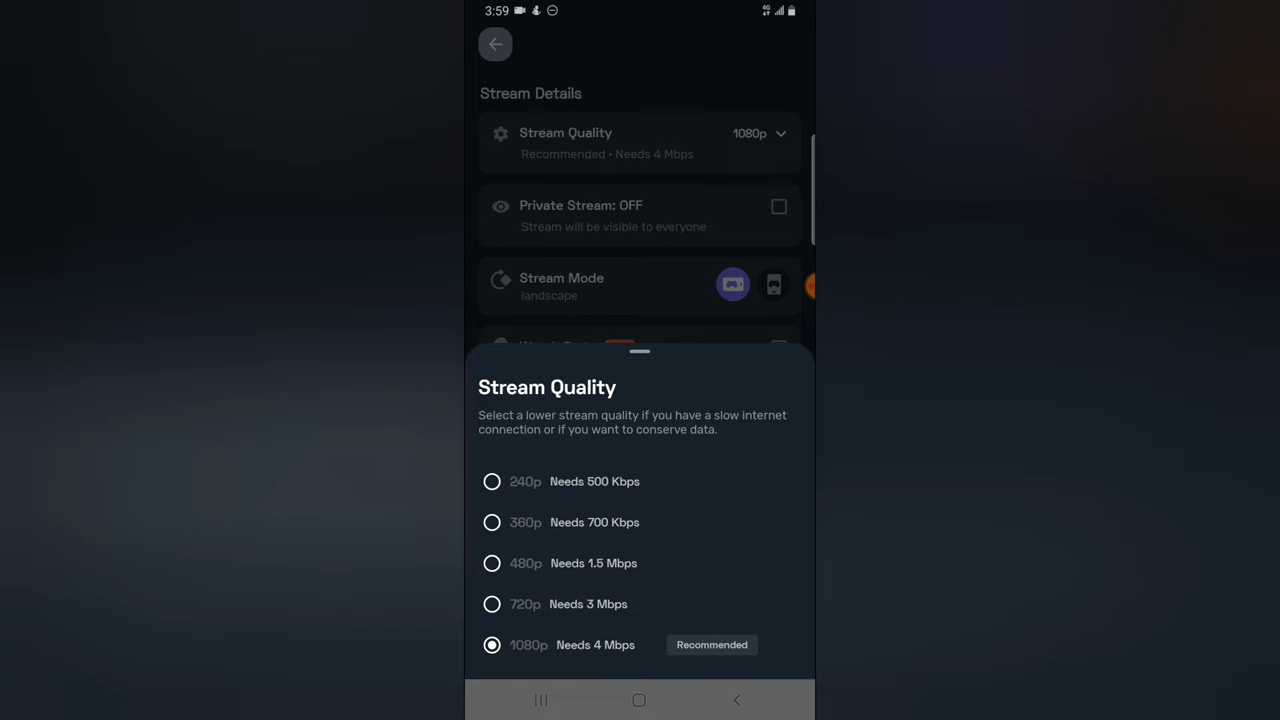 3:59
4G
Stream Details
Stream Quality
1080p
Recommended • Needs 4 Mbps
Private Stream: OFF
Stream will be visible to everyone
Stream Mode
landscape
Stream Quality
Select a lower stream quality if you have a slow internet
connection or if you want to conserve data.
240p Needs 500 Kbps
360p Needs 700 Kbps
480p Needs 1.5 Mbps
720p Needs 3 Mbps
1080p Needs 4 Mbps Recommended